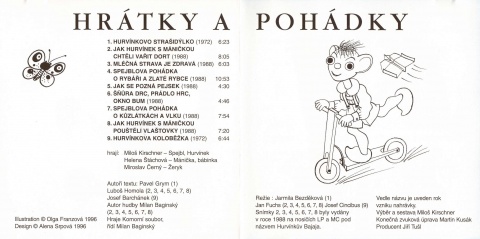 HRÁTKY A POHÁDKY
1. HURVÍNKOVO STRAŠIDÝLKO (1972) 6:23
2. JAK HURVÍNEK S MÁNIČKOU
CHTĚLI VAŘIT DORT (1988) 8:05
3. MLÉČNÁ STRAVA JE ZDRAVÁ (1988) 6:03
4. SPEJBLOVA POHÁDKA
O RYBÁŘI A ZLATÉ RYBCE (1988) 10:53
5. JAK SE POZNÁ PEJSEK (1988) 4:30
6. ŠŇŮRA DRC, PRÁDLO HRC,
OKNO BUM (1988) 4:46
7. SPEJBLOVA POHÁDKA
O KŮZLÁTKÁCH A VLKU (1988) 7:54
8. JAK HURVÍNEK S MÁNIČKOU
POUŠTĚLI VLAŠTOVKY (1988) 7:20
9. HURVÍNKOVA KOLOBĚŽKA (1972) 6:44
hrají: Miloš Kirschner – Spejbl, Hurvínek
Helena Štáchová – Mánička, bábinka
Miroslav Černý – Žeryk
Autoři textu: Pavel Grym (1)
Luboš Homola (2, 3, 4, 5, 6, 7, 8)
Josef Barchánek (9)
Autor hudby Milan Baginský
(2, 3, 4, 5, 6, 7, 8)
Hraje Komorní soubor,
řídí Milan Baginský
Illustration © Olga Franzová 1996
Design © Alena Srpová 1996
Režie: Jarmila Bezděková (1)
Jan Fuchs (2, 3, 4, 5, 6, 7, 8) Josef Cincibus (9)
Snímky 2, 3, 4, 5, 6, 7, 8 byly vydány
v roce 1988 na nosičích LP a MC pod
názvem Hurvínkův Bajaja.
Vedle názvu je uveden rok
vzniku nahrávky.
Výběr a sestava Miloš Kirschner
Konečná zvuková úprava Martin Kusák
Producent Jiří Tušl